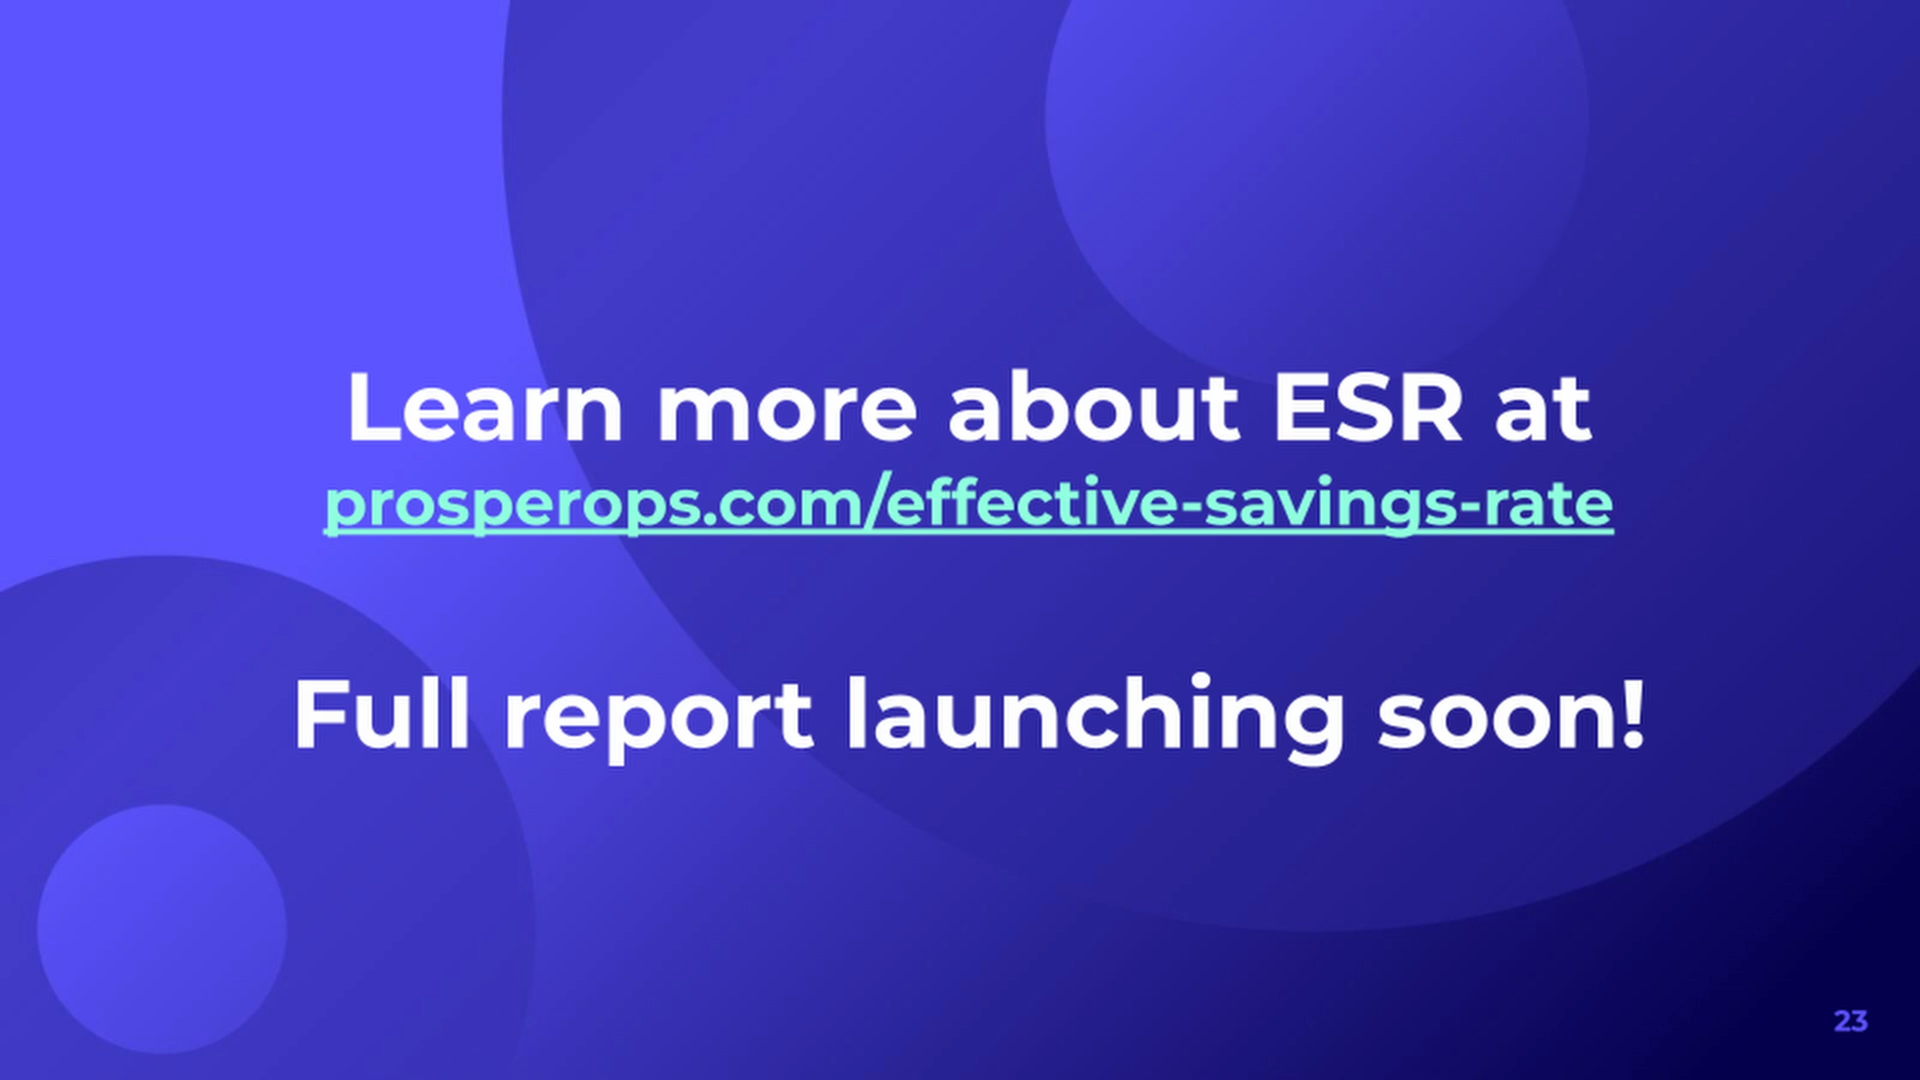 Learn more about ESR at
prosperops.com/effective-savings-rate
Full report launching soon!
23